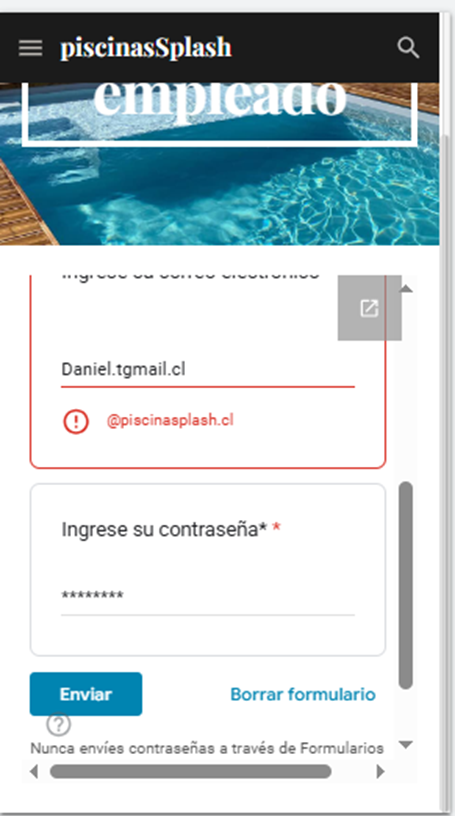 piscinasSplash
empleado
Ingrese su correo electrónico
Daniel.tgmail.cl
@piscinasplash.cl
Ingrese su contraseña* *
********
Enviar
Borrar formulario
Nunca envíes contraseñas a través de Formularios